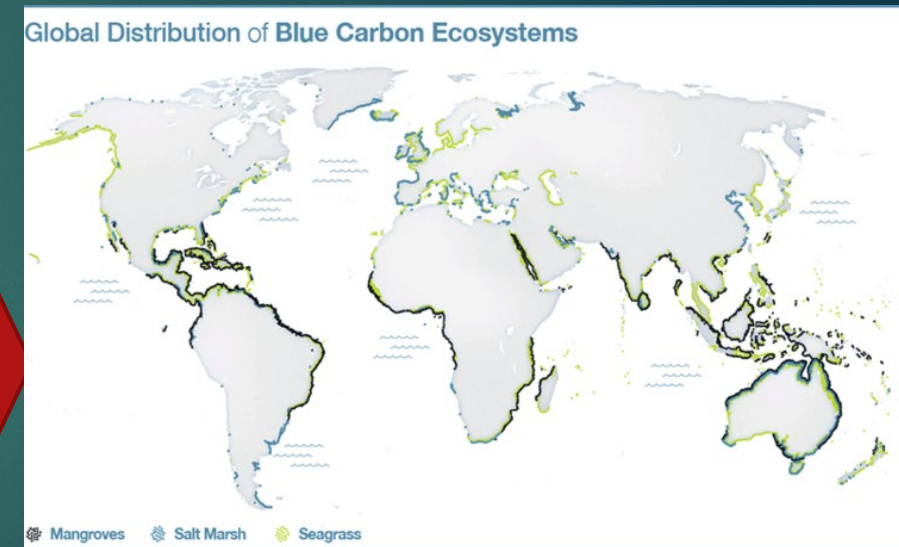 Global Distribution of Blue Carbon Ecosystems
Mangroves Salt Marsh Seagrass